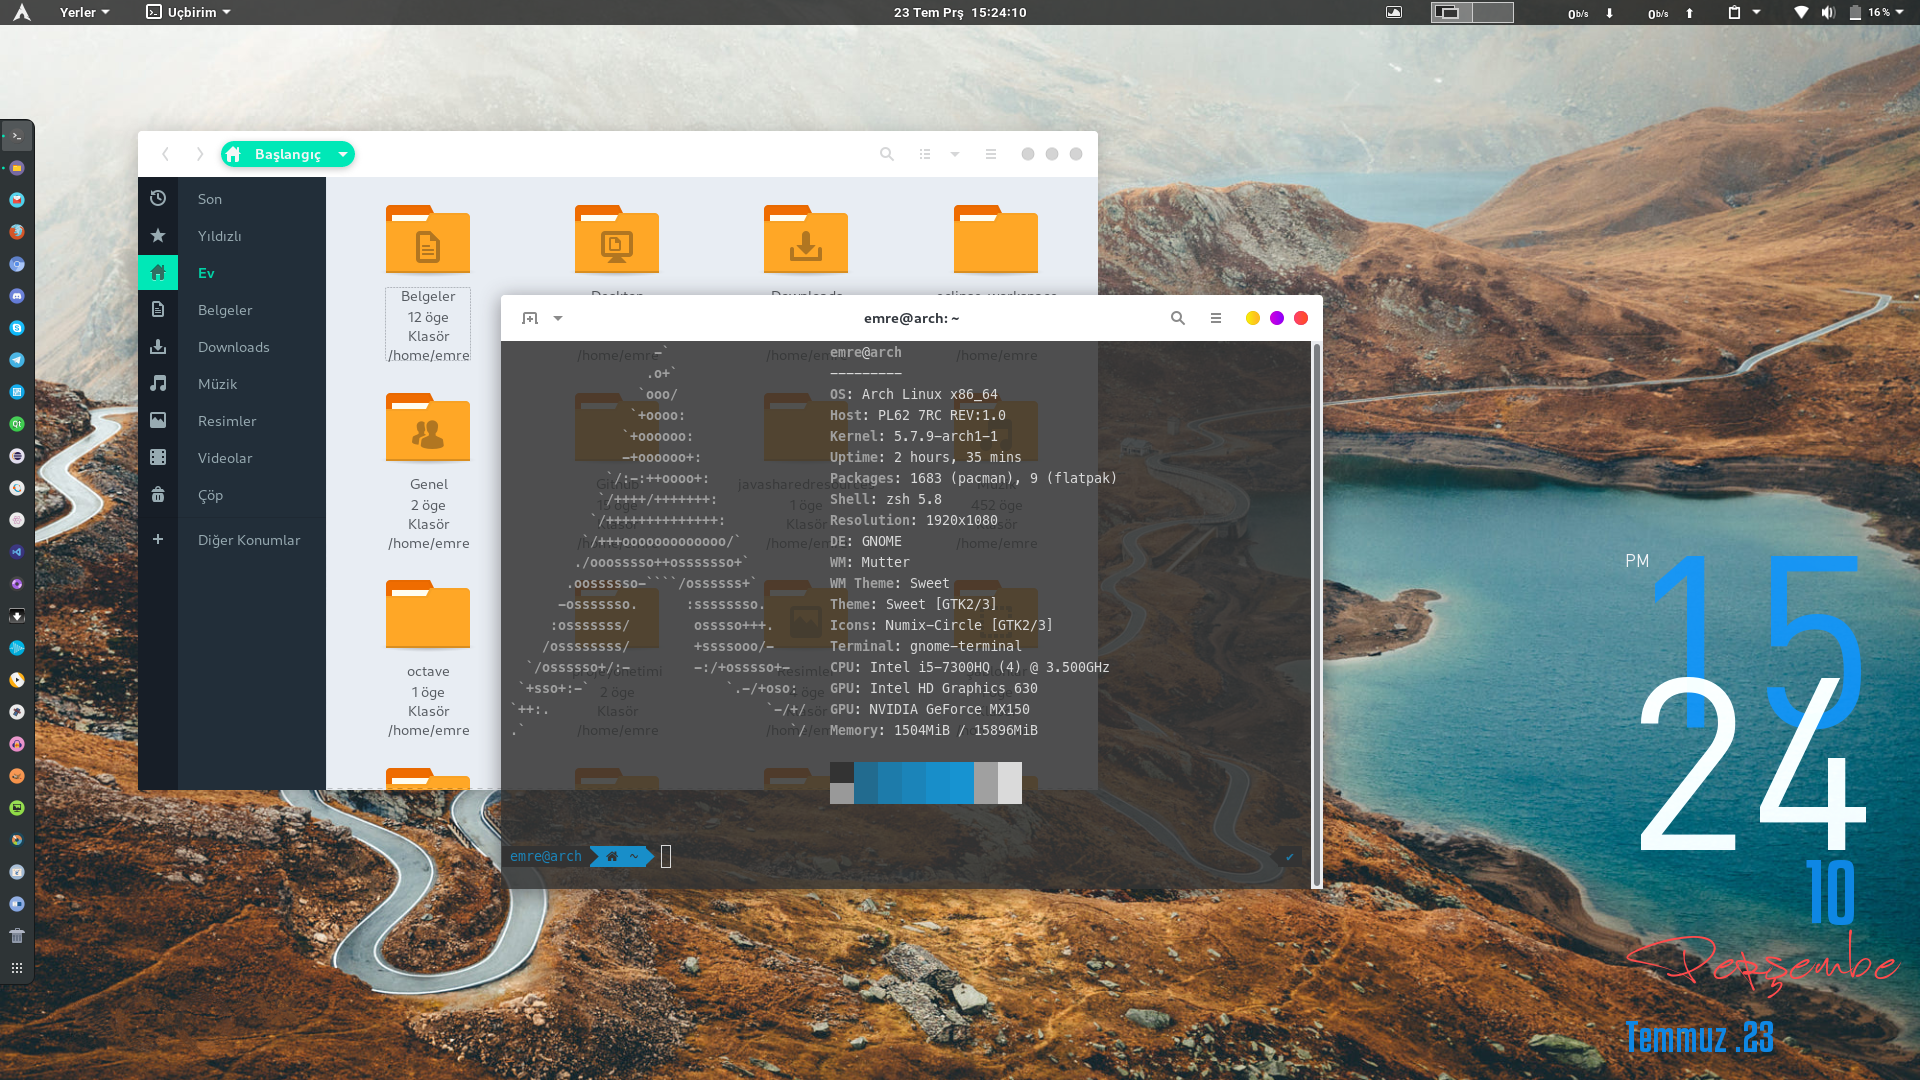 Yerler
Uçbirim
23 Tem Prş 15:24:10
0 b/s
0 b/s
16 %
Başlangıç
Son
Yıldızlı
Ev
Belgeler
Downloads
Müzik
Resimler
Videolar
Çöp
Diğer Konumlar
Belgeler
12 öge
Klasör
/home/emre
Genel
2 öge
Klasör
/home/emre
octave
1 öge
Klasör
/home/emre
emre@arch: ~
emre@arch
---------
OS: Arch Linux x86_64
Host: PL62 7RC REV:1.0
Kernel: 5.7.9-arch1-1
Uptime: 2 hours, 35 mins
Packages: 1683 (pacman), 9 (flatpak)
Shell: zsh 5.8
Resolution: 1920x1080
DE: GNOME
WM: Mutter
WM Theme: Sweet
Theme: Sweet [GTK2/3]
Icons: Numix-Circle [GTK2/3]
Terminal: gnome-terminal
CPU: Intel i5-7300HQ (4) @ 3.500GHz
GPU: Intel HD Graphics 630
GPU: NVIDIA GeForce MX150
Memory: 1504MiB / 15896MiB
emre@arch ~
PM
15
24
10
Perşembe
Temmuz .23